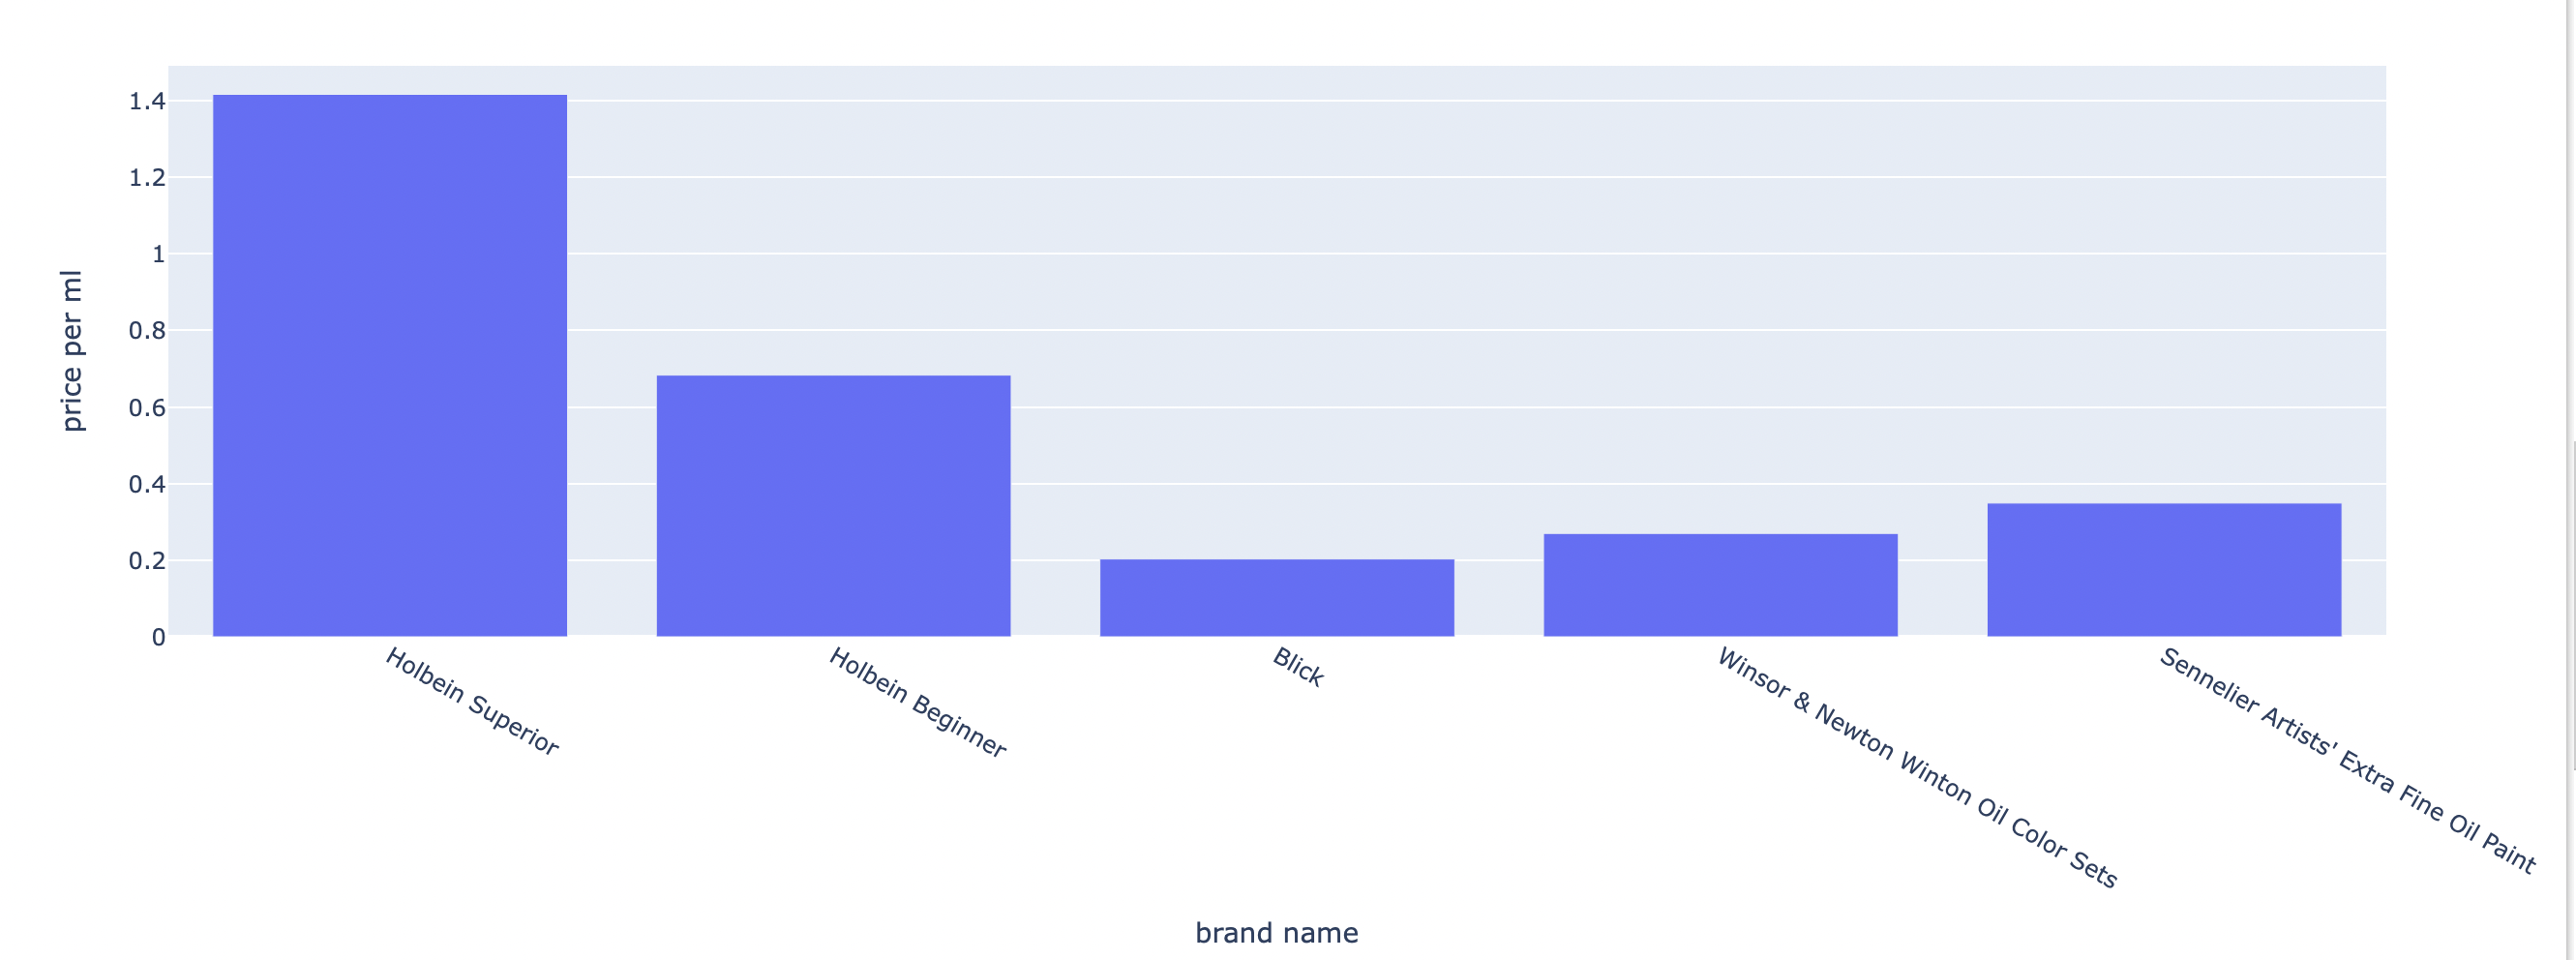 price per ml
1.4
1.2
1
0.8
0.6
0.4
0.2
0
Holbein Superior
Holbein Beginner
Blick
Winsor & Newton Winton Oil Color Sets
Sennelier Artists' Extra Fine Oil Paint
brand name